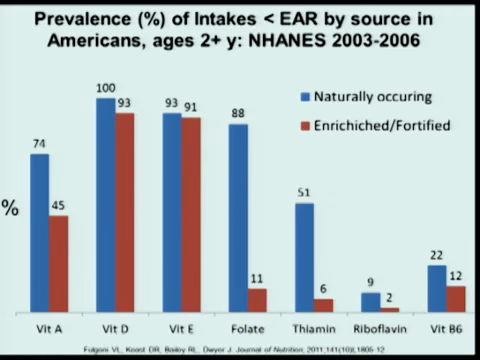 Prevalence (%) of Intakes < EAR by source in
Americans, ages 2+ y: NHANES 2003-2006
100
93
93
91
88
74
51
45
22
12
11
9
6
2
Naturally occuring
Enrichiched/Fortified
%
Vit A Vit D Vit E Folate Thiamin Riboflavin Vit B6
Fulgoni VL, Keast DR, Bailey RL, Dwyer J. Journal of Nutrition. 2011;141(10):1805-12